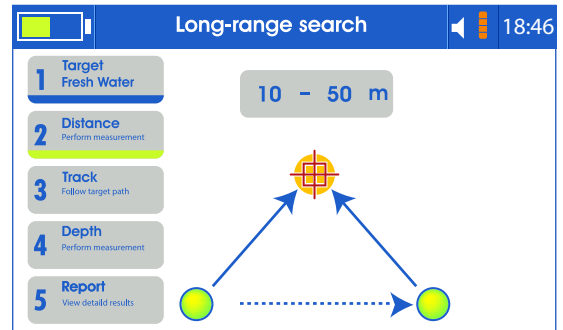 Long-range search
18:46
1 Target
Fresh Water
10 - 50 m
2 Distance
Perform measurement
3 Track
Follow target path
4 Depth
Perform measurement
5 Report
View detaild results